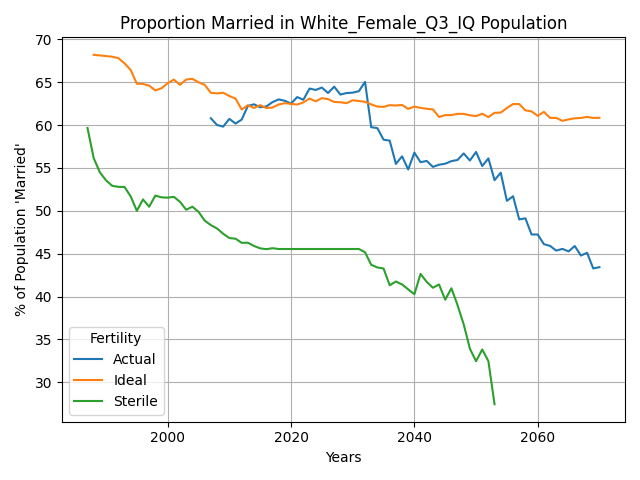 Proportion Married in White_Female_Q3_IQ Population
% of Population 'Married'
70
65
60
55
50
45
40
35
30
Fertility
Actual
Ideal
Sterile
2000 2020 2040 2060
Years